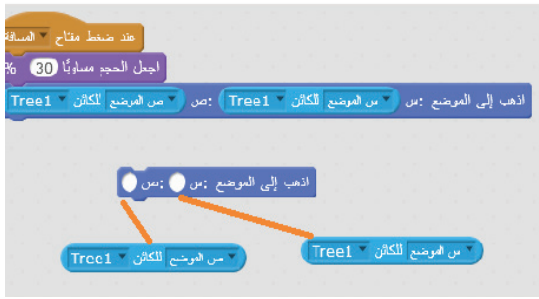 عند ضغط مفتاح المسافة
اجعل الحجم مساويًا 30 %
اذهب إلى الموضع :س س الموضع للكائن Tree1 :ص ص الموضع للكائن Tree1
اذهب إلى الموضع :س :ص
س الموضع للكائن Tree1
ص الموضع للكائن Tree1